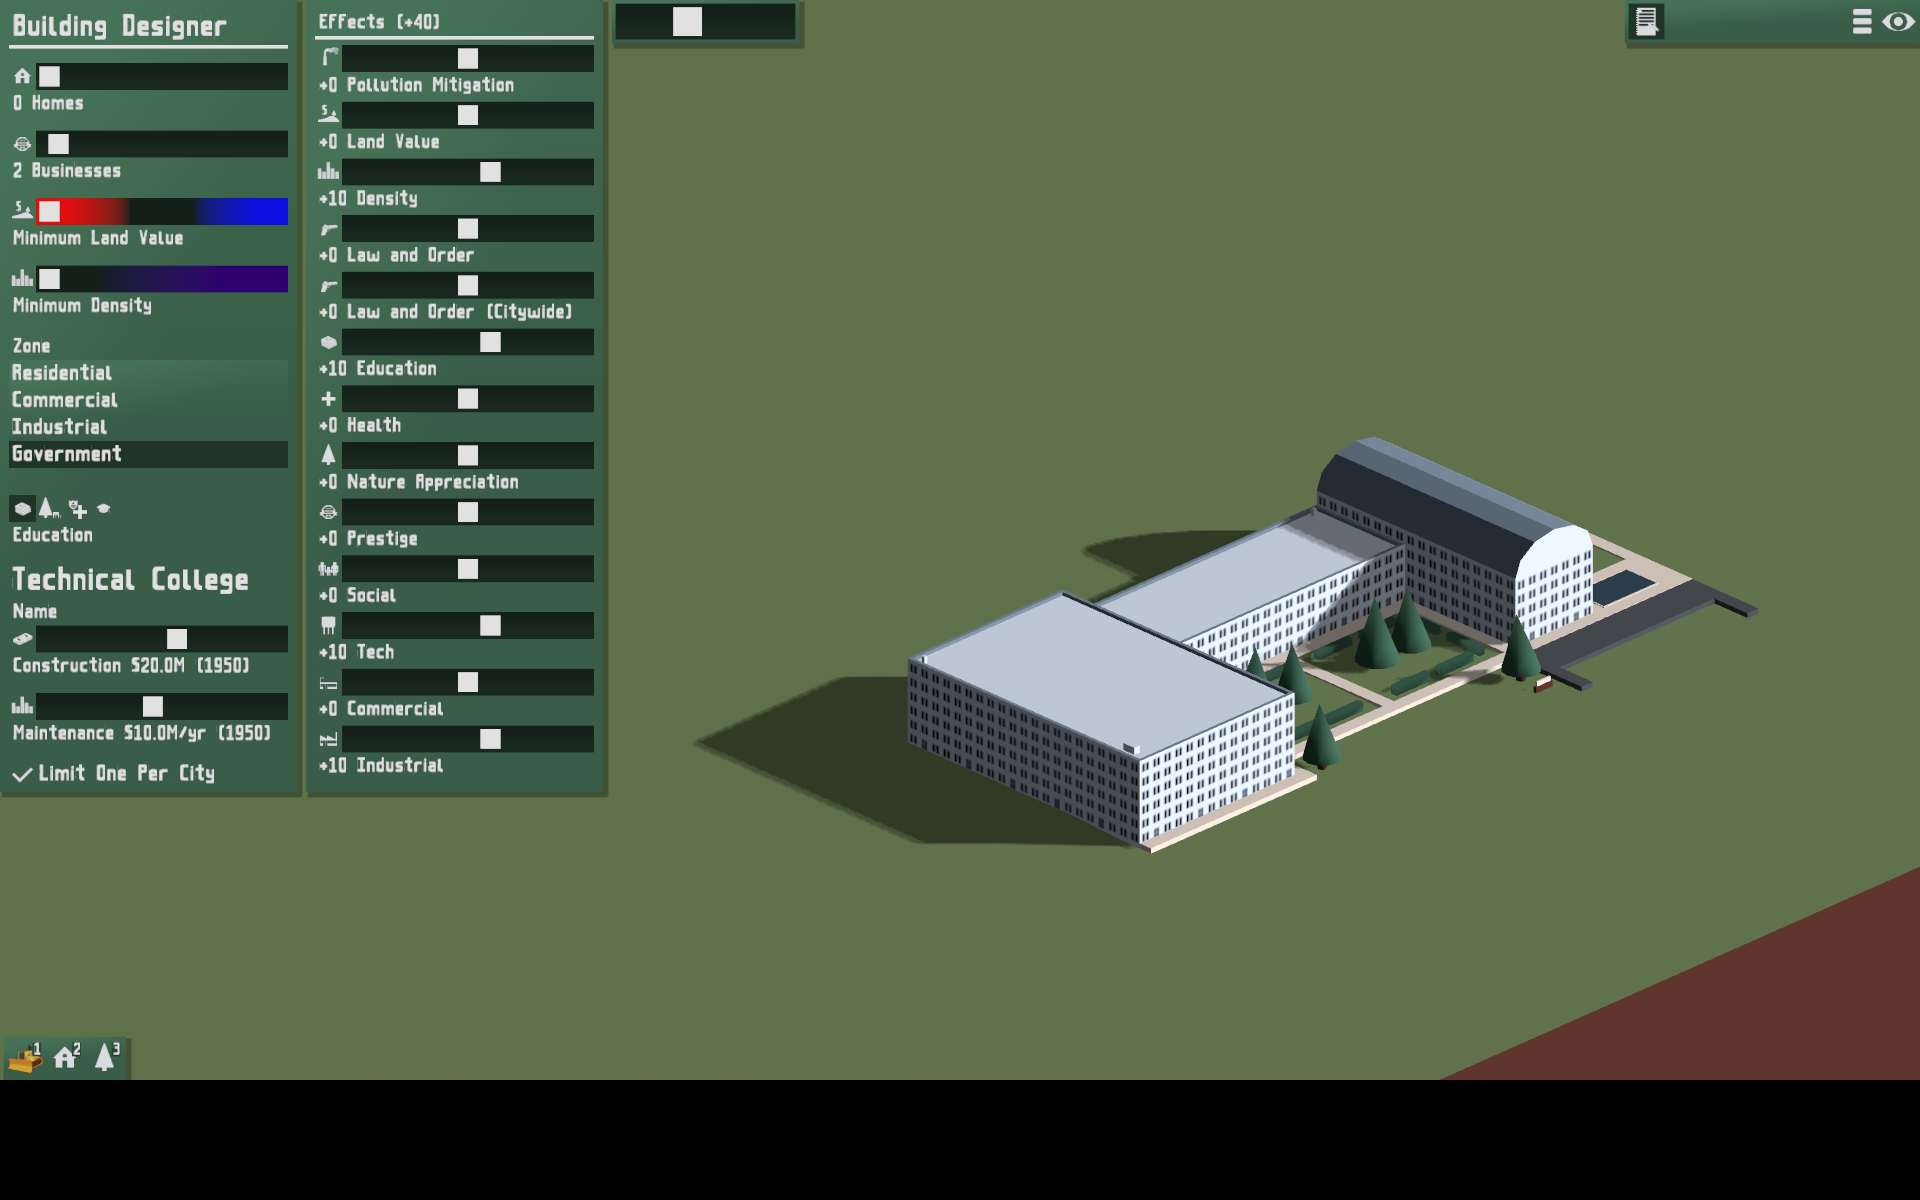 Building Designer
0 Homes
2 Businesses
Minimum Land Value
Minimum Density
Zone
Residential
Commercial
Industrial
Government
Education
Technical College
Name
Construction $20.0M (1950)
Maintenance $10.0M/yr (1950)
Limit One Per City
Effects (+40)
+0 Pollution Mitigation
+0 Land Value
+10 Density
+0 Law and Order
+0 Law and Order (Citywide)
+10 Education
+0 Health
+0 Nature Appreciation
+0 Prestige
+0 Social
+10 Tech
+0 Commercial
+10 Industrial
1 2 3